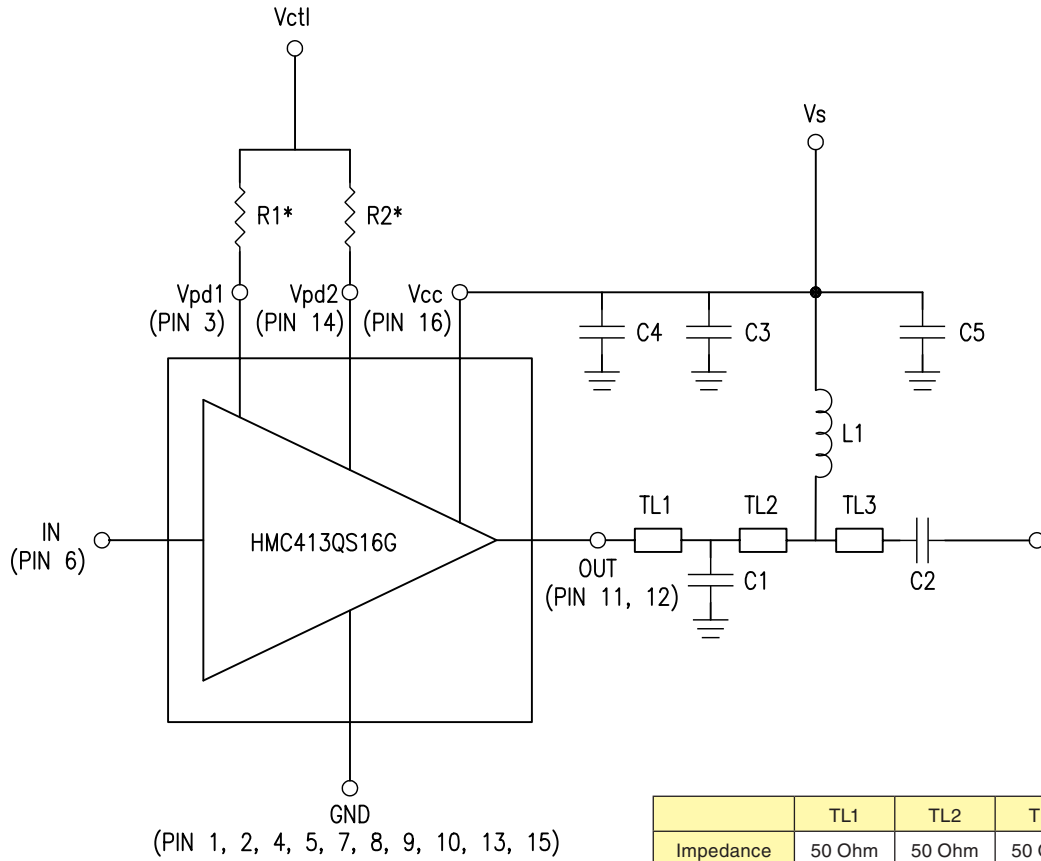 Vctl
Vs
R1*
R2*
Vpd1
(PIN 3)
Vpd2
(PIN 14)
Vcc
(PIN 16)
C4
C3
C5
L1
IN
(PIN 6)
HMC413QS16G
TL1
TL2
TL3
OUT
(PIN 11, 12)
C1
C2
GND
(PIN 1, 2, 4, 5, 7, 8, 9, 10, 13, 15)
TL1 TL2
Impedance 50 Ohm 50 Ohm 50